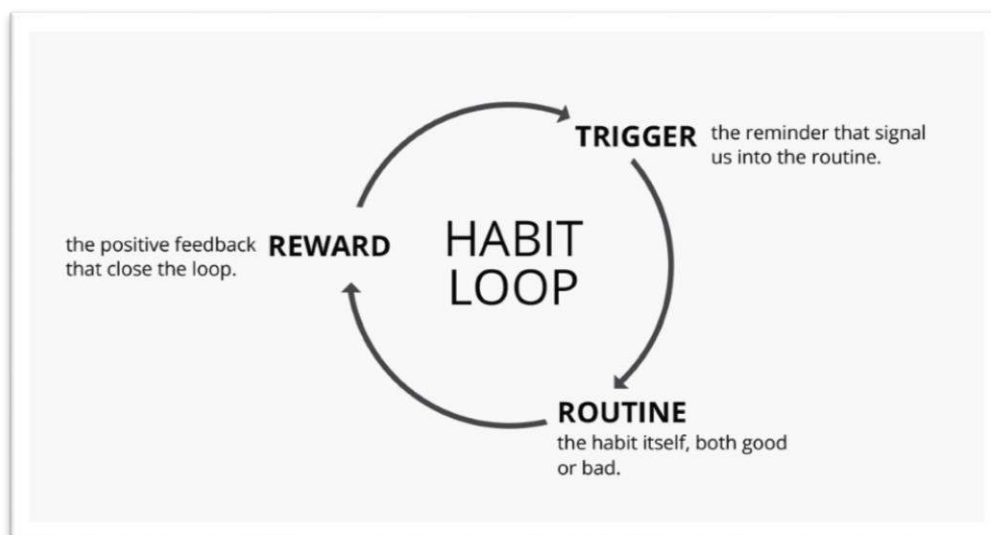 HABIT
LOOP
TRIGGER
the reminder that signal
us into the routine.
ROUTINE
the habit itself, both good
or bad.
REWARD
the positive feedback
that close the loop.